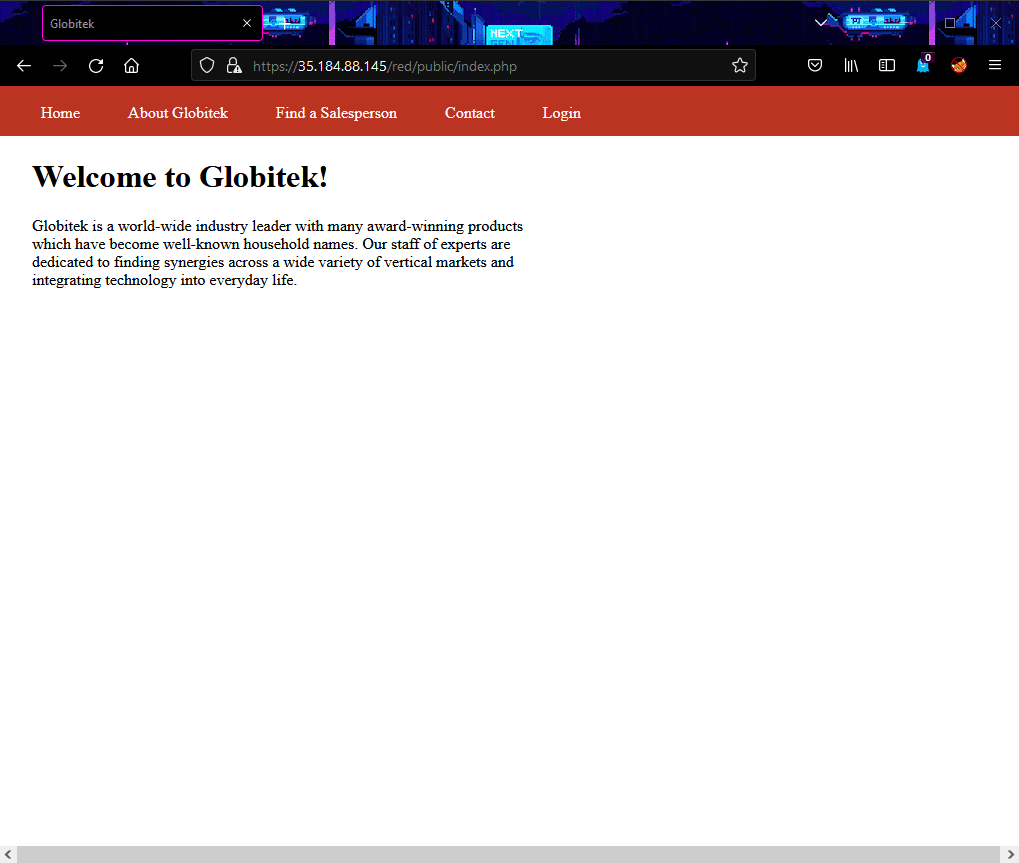 Globitek
NEXT
GEN
https://35.184.88.145/red/public/index.php
0
Home About Globitek Find a Salesperson Contact Login
Welcome to Globitek!
Globitek is a world-wide industry leader with many award-winning products
which have become well-known household names. Our staff of experts are
dedicated to finding synergies across a wide variety of vertical markets and
integrating technology into everyday life.